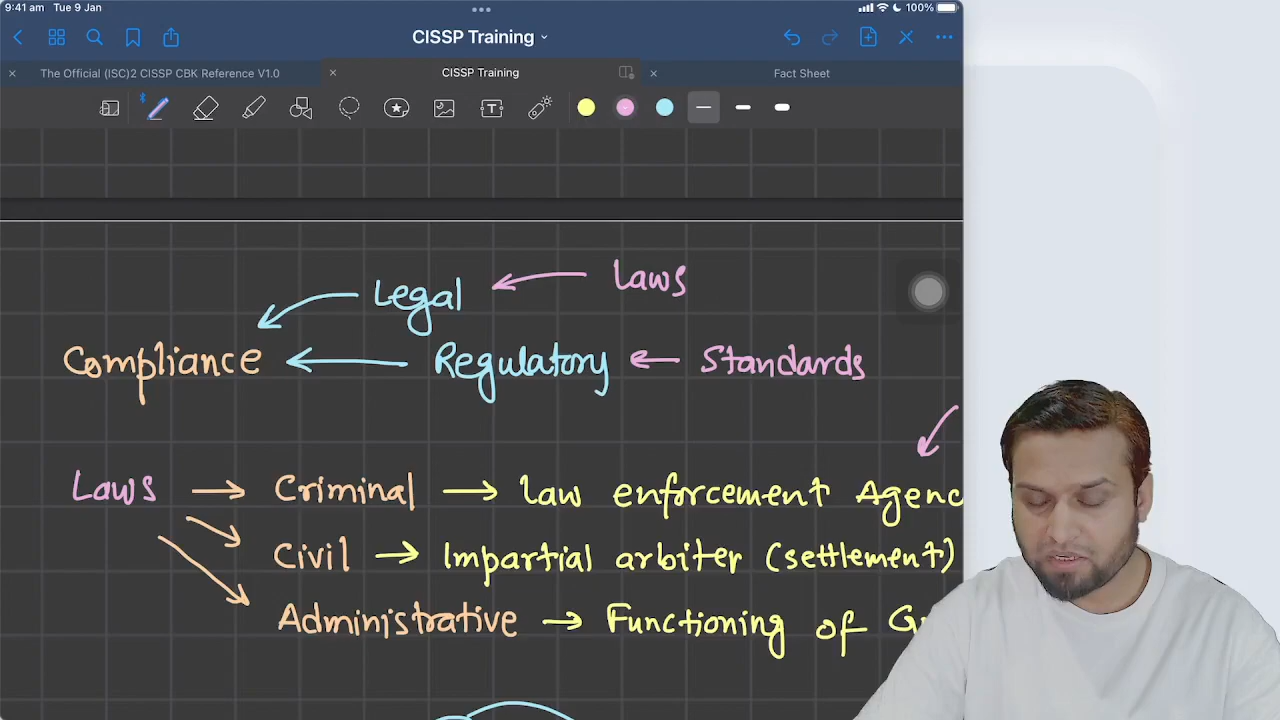 9:41 am Tue 9 Jan 100%
CISSP Training
The Official (ISC)2 CISSP CBK Reference V1.0 CISSP Training Fact Sheet
Legal ← Laws
Compliance ← Regulatory ← Standards
Laws → Criminal → Law enforcement Agenc
Civil → Impartial arbiter (settlement)
Administrative → Functioning of